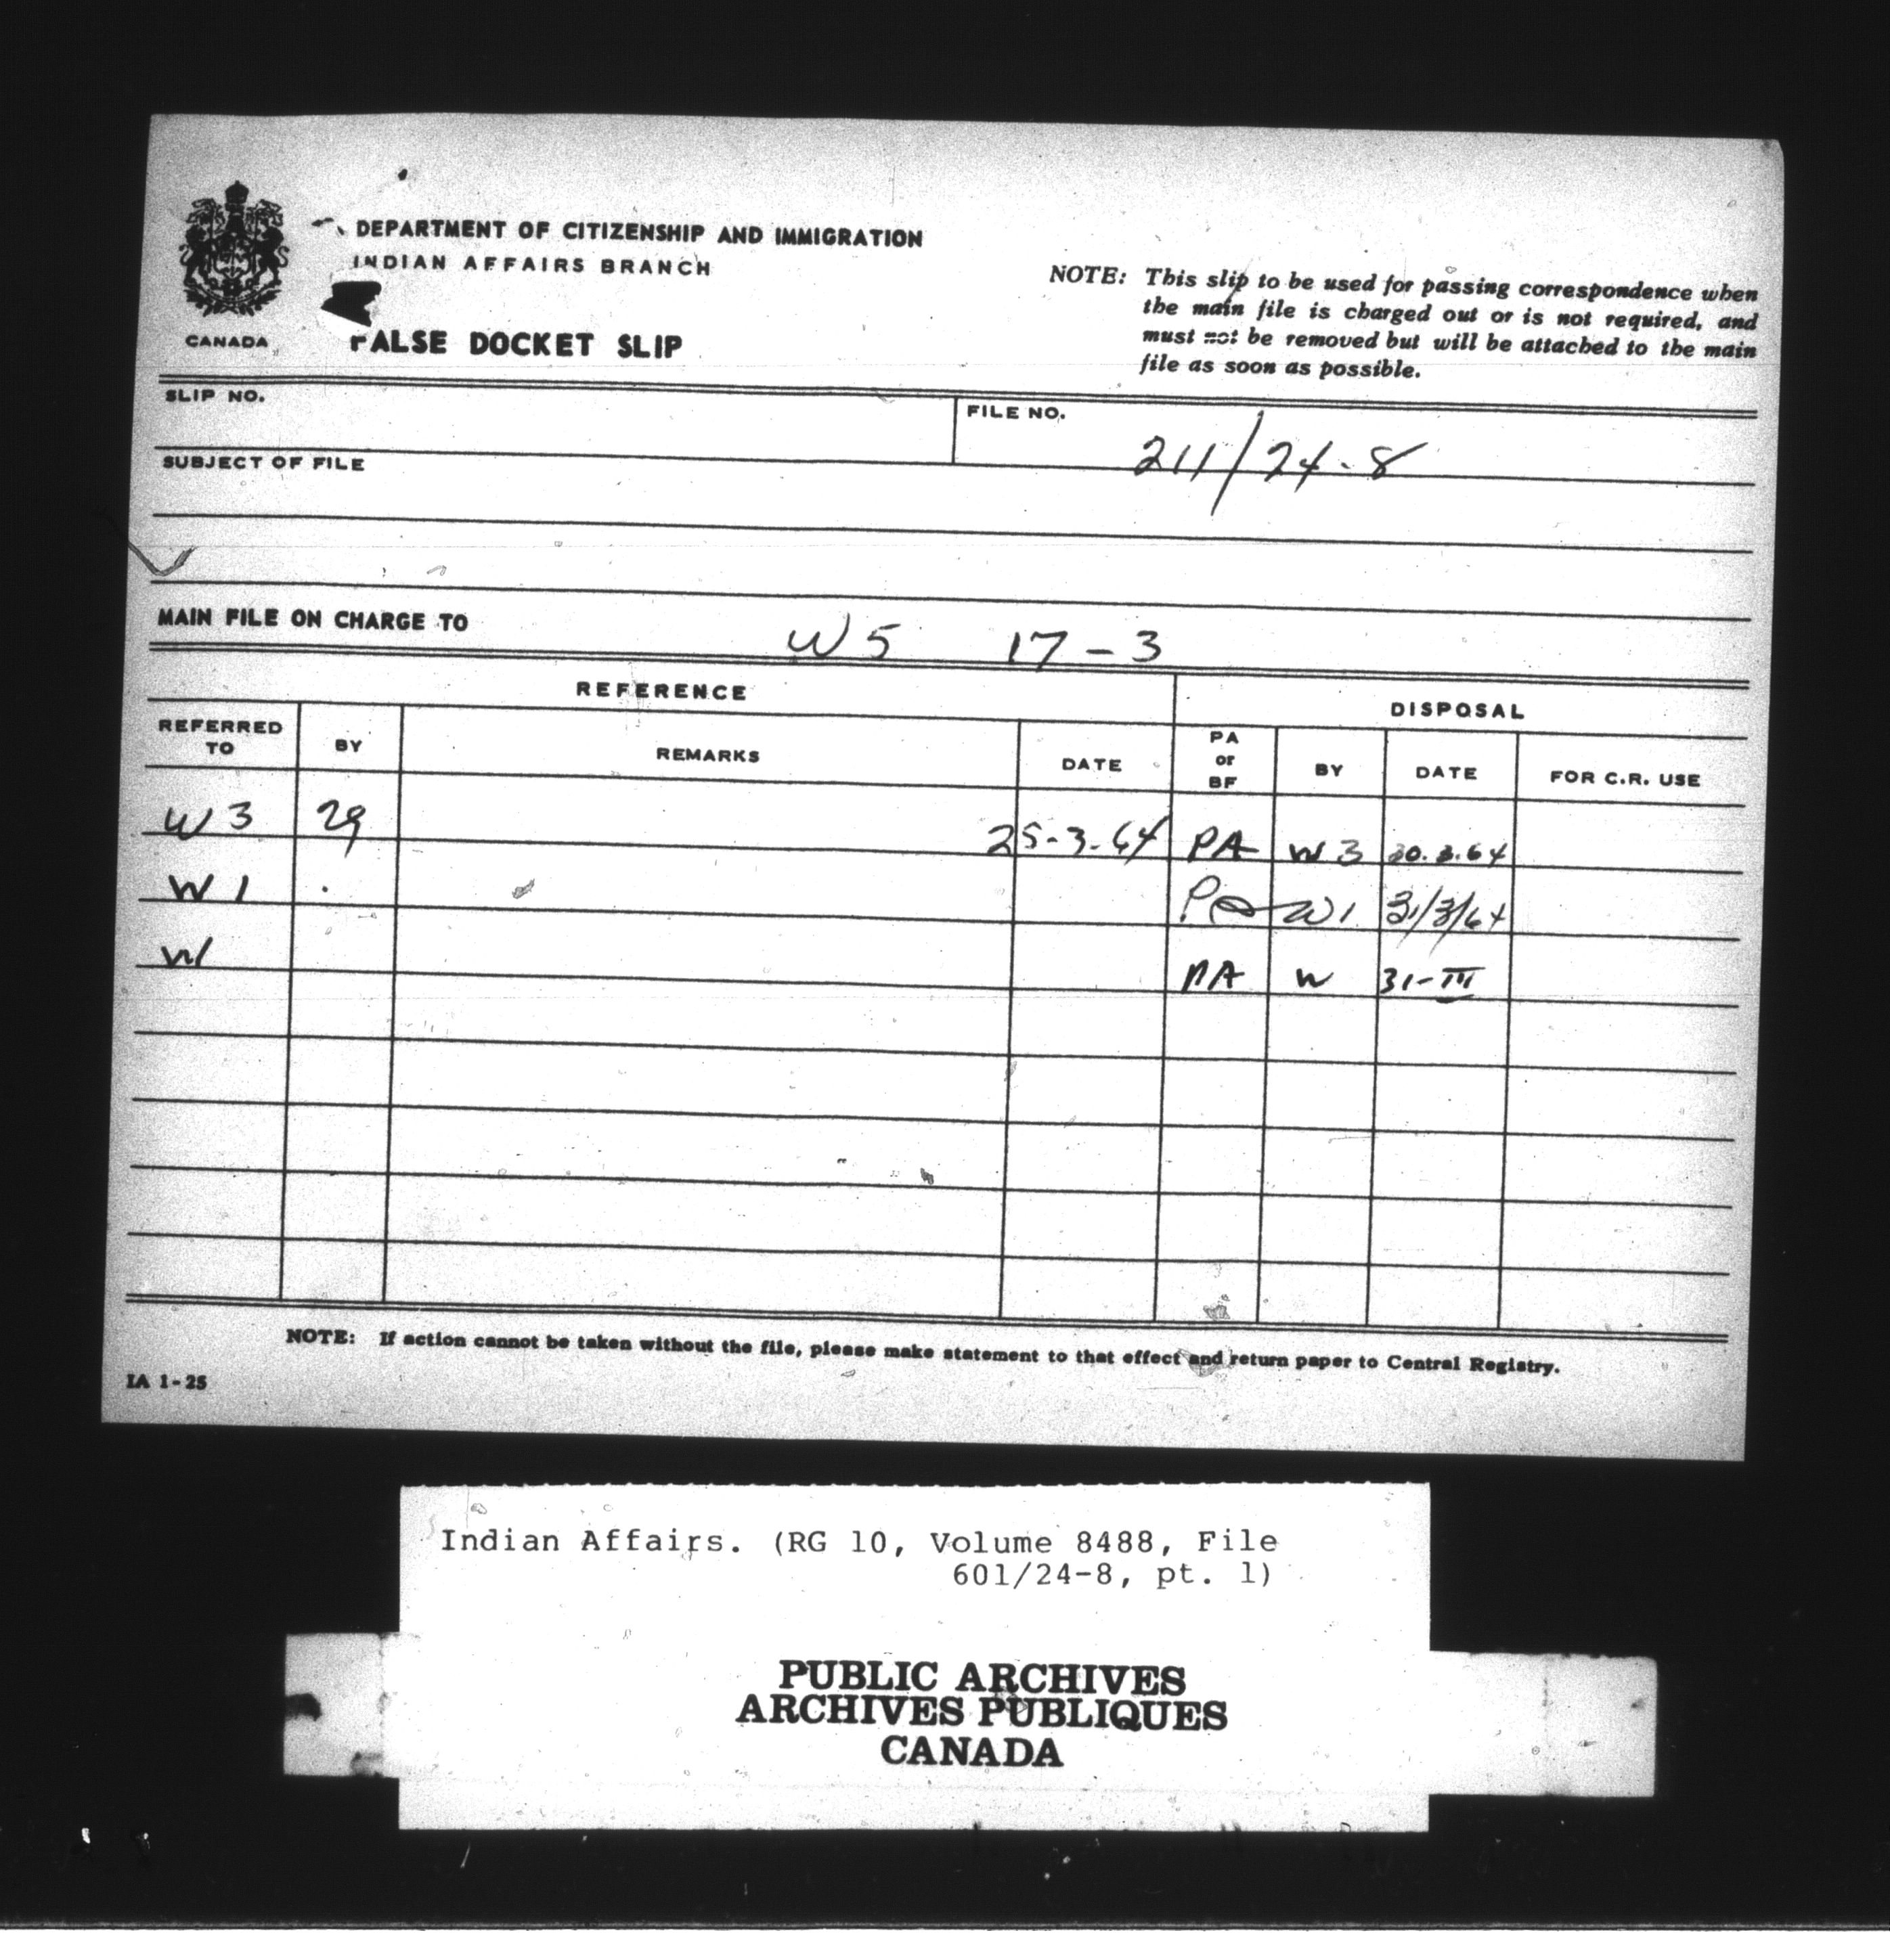 DEPARTMENT OF CITIZENSHIP AND IMMIGRATION
INDIAN AFFAIRS BRANCH
CANADA
FALSE DOCKET SLIP
NOTE: This slip to be used for passing correspondence when
the main file is charged out or is not required, and
must not be removed but will be attached to the main
file as soon as possible.
SLIP NO.
FILE NO.
211/24-8
SUBJECT OF FILE
MAIN FILE ON CHARGE TO W5 17-3
REFERENCE DISPOSAL
REFERRED TO BY REMARKS DATE PA or BF BY DATE FOR C.R. USE
W3 29 25-3-64 PA W3 30.3.64
W1 PA W1 31/3/64
W PA W 31-III
NOTE: If action cannot be taken without the file, please make statement to that effect and return paper to Central Registry.
IA 1-25
Indian Affairs. (RG 10, Volume 8488, File
601/24-8, pt. 1)
PUBLIC ARCHIVES
ARCHIVES PUBLIQUES
CANADA